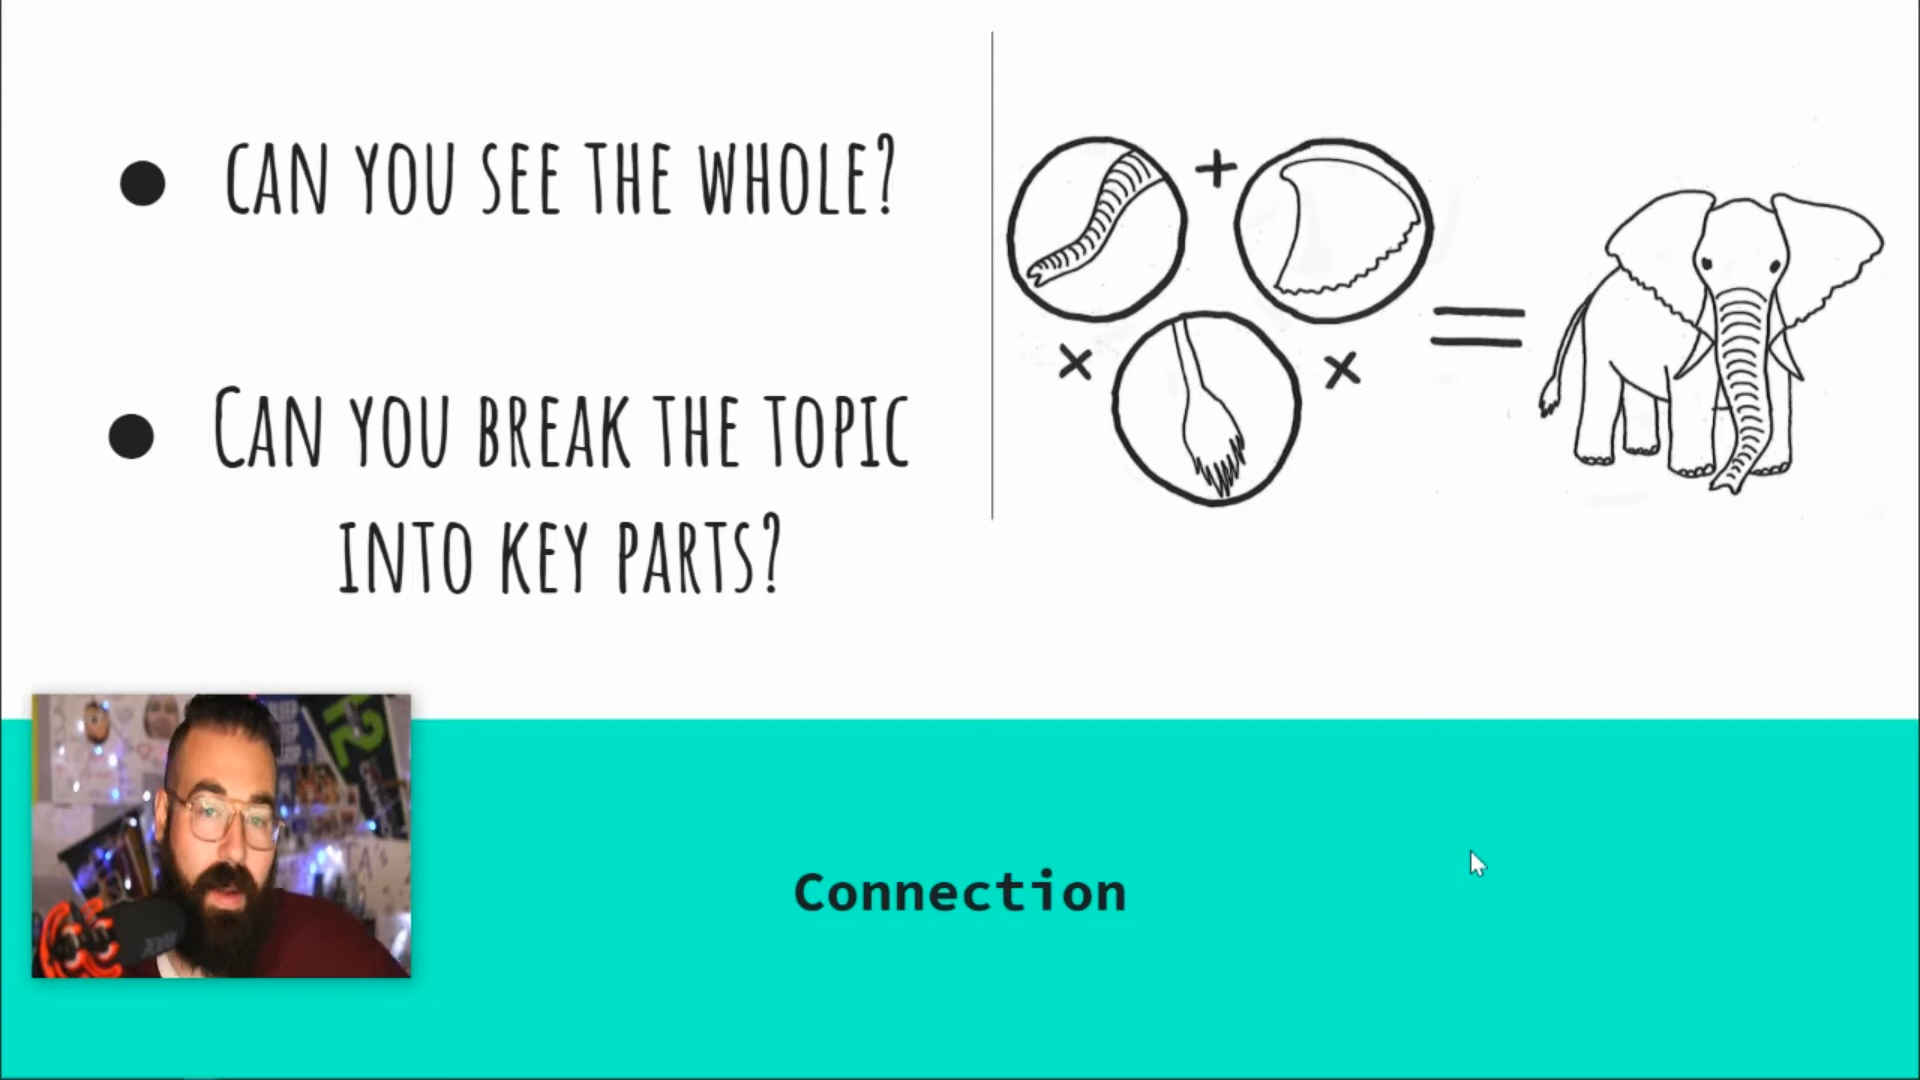 CAN YOU SEE THE WHOLE?
CAN YOU BREAK THE TOPIC
INTO KEY PARTS?
+
×
×
=
Connection